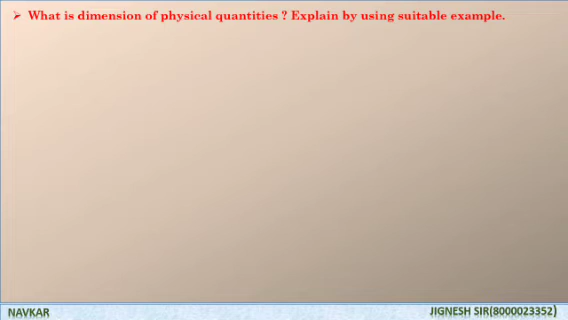 ➢ What is dimension of physical quantities ? Explain by using suitable example.
NAVKAR
JIGNESH SIR(8000023352)